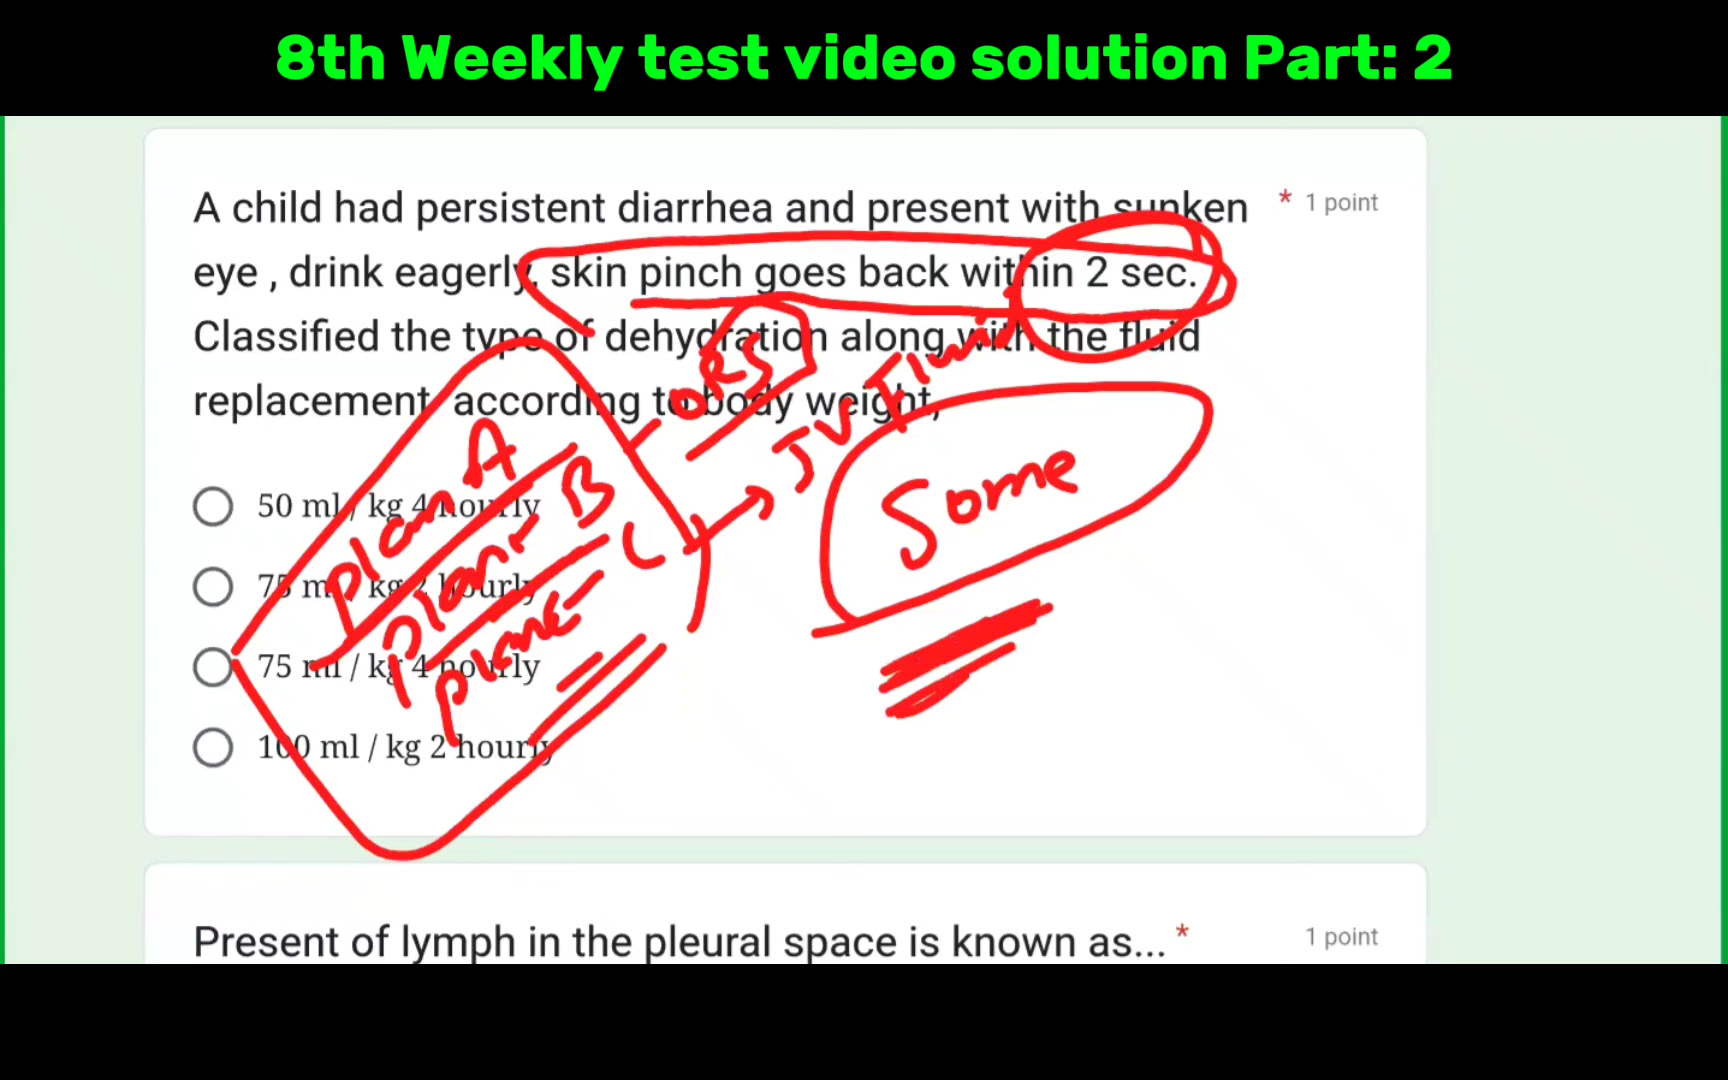 8th Weekly test video solution Part: 2
A child had persistent diarrhea and present with sunken * 1 point
eye , drink eagerly, skin pinch goes back within 2 sec.
Classified the type of dehydration along with the fluid
replacement according to body weight,
ORS
IV Fluid
Some
Plan A
Plan - B
Plan - C
50 ml / kg 4 hourly
75 ml / kg 2 hourly
75 ml / kg 4 hourly
100 ml / kg 2 hourly
Present of lymph in the pleural space is known as... * 1 point